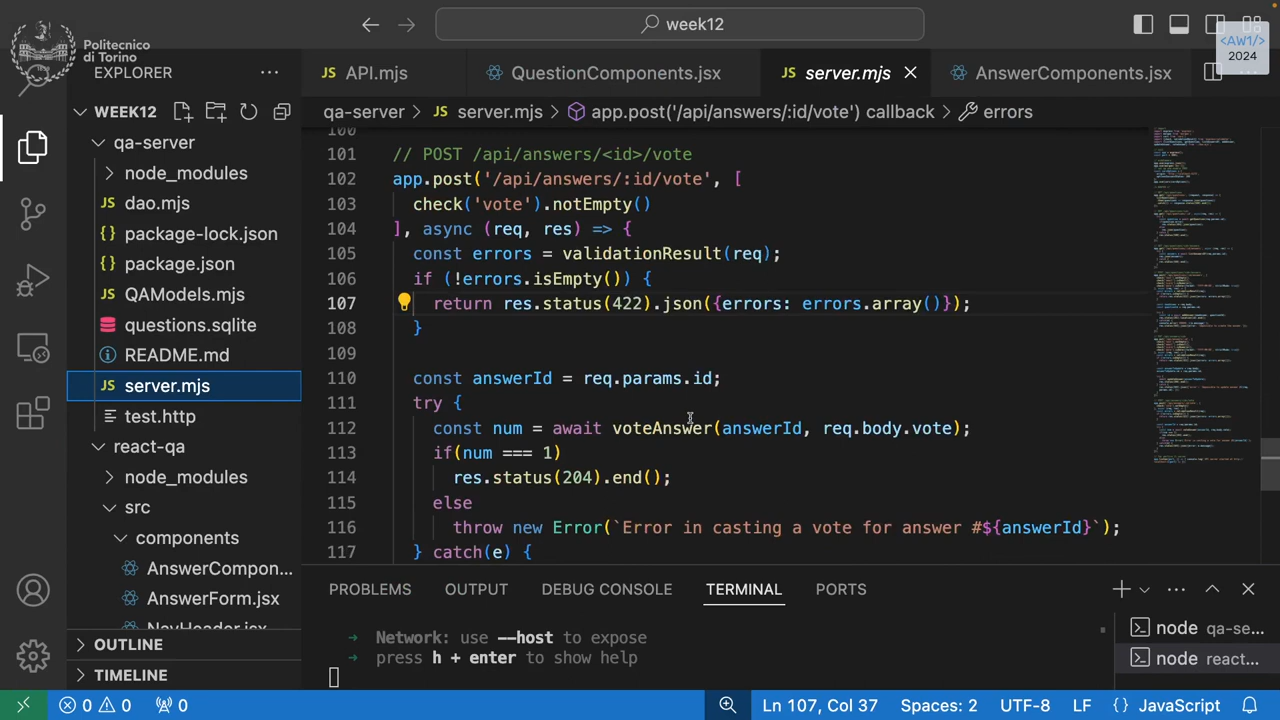 week12
Politecnico
di Torino
<AW1/>
2024
EXPLORER
JS API.mjs
QuestionComponents.jsx
JS server.mjs
AnswerComponents.jsx
WEEK12
qa-server > JS server.mjs > app.post('/api/answers/:id/vote') callback > errors
qa-server
node_modules
JS dao.mjs
package-lock.json
package.json
JS QAModels.mjs
questions.sqlite
README.md
JS server.mjs
test.http
react-qa
node_modules
src
components
AnswerCompon...
AnswerForm.jsx
NavHeader.jsx
OUTLINE
TIMELINE
100
101 // POST /api/answers/<id>/vote
102 app.post('/api/answers/:id/vote', [
103 check('vote').notEmpty()
104 ], async (req, res) => {
105 const errors = validationResult(req);
106 if (!errors.isEmpty()) {
107 return res.status(422).json({errors: errors.array()});
108 }
109
110 const answerId = req.params.id;
111 try {
112 const num = await voteAnswer(answerId, req.body.vote);
113 if(num === 1)
114 res.status(204).end();
115 else
116 throw new Error(`Error in casting a vote for answer #${answerId}`);
117 } catch(e) {
PROBLEMS OUTPUT DEBUG CONSOLE TERMINAL PORTS
➜ Network: use --host to expose
➜ press h + enter to show help
node qa-se...
node react...
0 0 0 Ln 107, Col 37 Spaces: 2 UTF-8 LF {} JavaScript